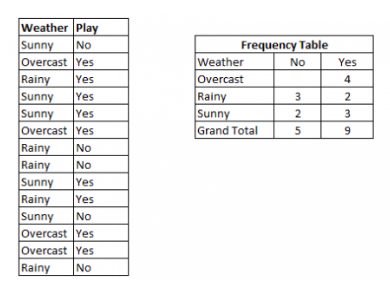 Weather Play
Sunny No
Overcast Yes
Rainy Yes
Sunny Yes
Sunny Yes
Overcast Yes
Rainy No
Rainy No
Sunny Yes
Rainy Yes
Sunny No
Overcast Yes
Overcast Yes
Rainy No
Frequency Table
Weather No Yes
Overcast 4
Rainy 3 2
Sunny 2 3
Grand Total 5 9